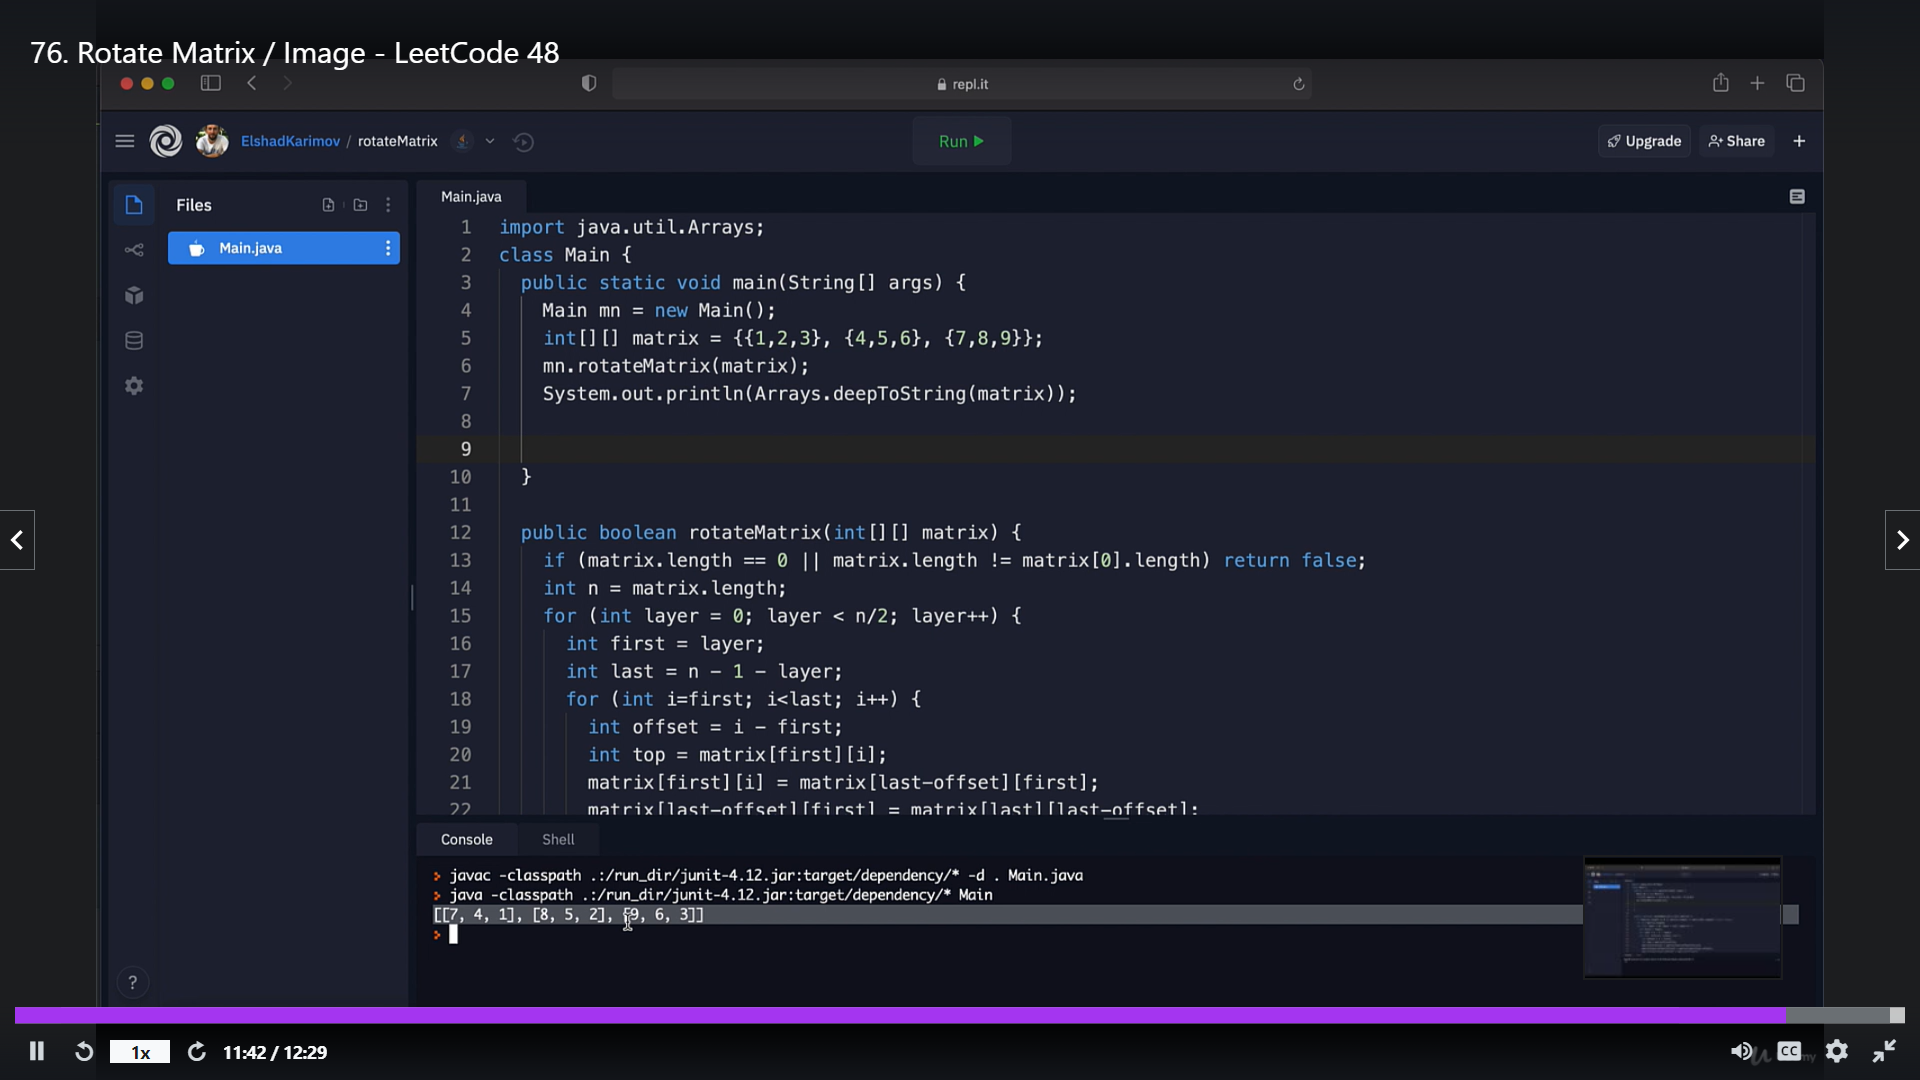 76. Rotate Matrix / Image - LeetCode 48
repl.it
ElshadKarimov / rotateMatrix
Run
Upgrade
Share
Files
Main.java
Main.java
1 import java.util.Arrays;
2 class Main {
3 public static void main(String[] args) {
4 Main mn = new Main();
5 int[][] matrix = {{1,2,3}, {4,5,6}, {7,8,9}};
6 mn.rotateMatrix(matrix);
7 System.out.println(Arrays.deepToString(matrix));
8
9
10 }
11
12 public boolean rotateMatrix(int[][] matrix) {
13 if (matrix.length == 0 || matrix.length != matrix[0].length) return false;
14 int n = matrix.length;
15 for (int layer = 0; layer < n/2; layer++) {
16 int first = layer;
17 int last = n - 1 - layer;
18 for (int i=first; i<last; i++) {
19 int offset = i - first;
20 int top = matrix[first][i];
21 matrix[first][i] = matrix[last-offset][first];
22 matrix[last-offset][first] = matrix[last][last-offset];
Console
Shell
javac -classpath .:/run_dir/junit-4.12.jar:target/dependency/* -d . Main.java
java -classpath .:/run_dir/junit-4.12.jar:target/dependency/* Main
[[7, 4, 1], [8, 5, 2], [9, 6, 3]]
?
1x
11:42 / 12:29
CC